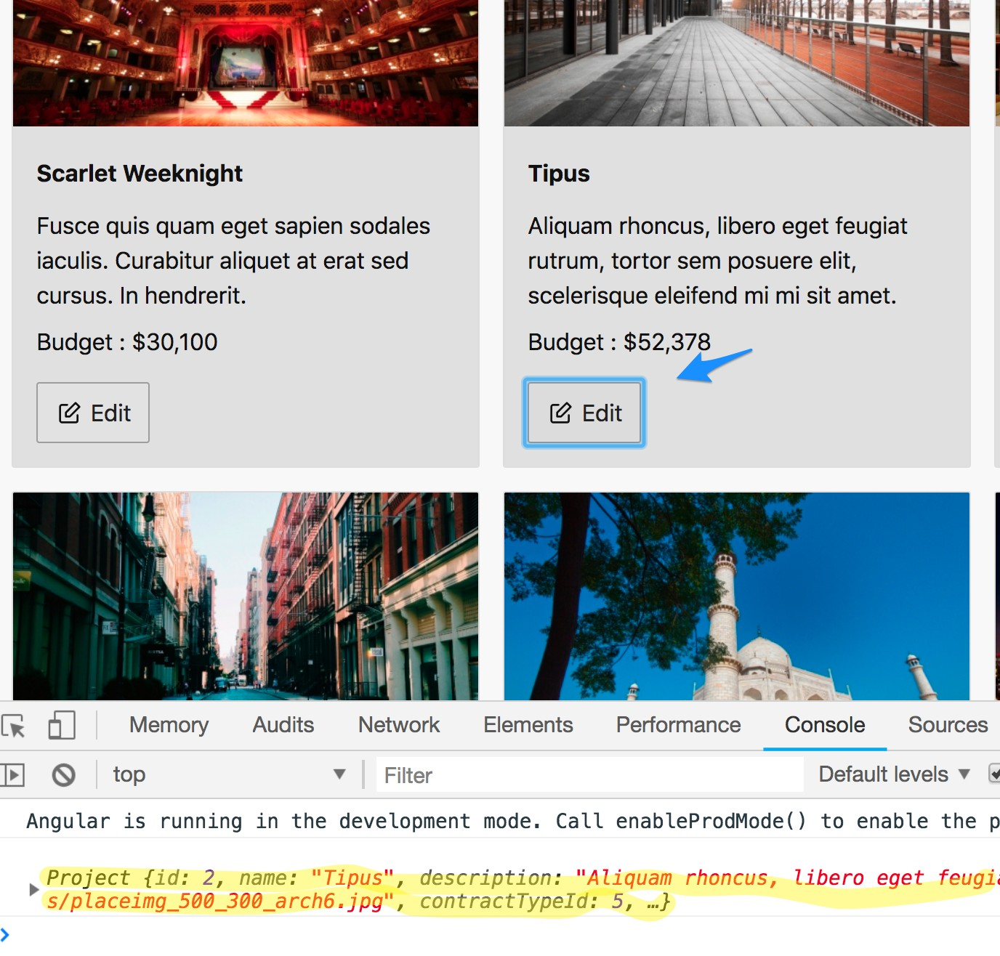 Scarlet Weeknight
Fusce quis quam eget sapien sodales
iaculis. Curabitur aliquet at erat sed
cursus. In hendrerit.
Budget : $30,100
Edit
Tipus
Aliquam rhoncus, libero eget feugiat
rutrum, tortor sem posuere elit,
scelerisque eleifend mi mi sit amet.
Budget : $52,378
Edit
Memory Audits Network Elements Performance Console Sources
top Filter Default levels
Angular is running in the development mode. Call enableProdMode() to enable the p
Project {id: 2, name: "Tipus", description: "Aliquam rhoncus, libero eget feugia
s/placeimg_500_300_arch6.jpg", contractTypeId: 5, …}